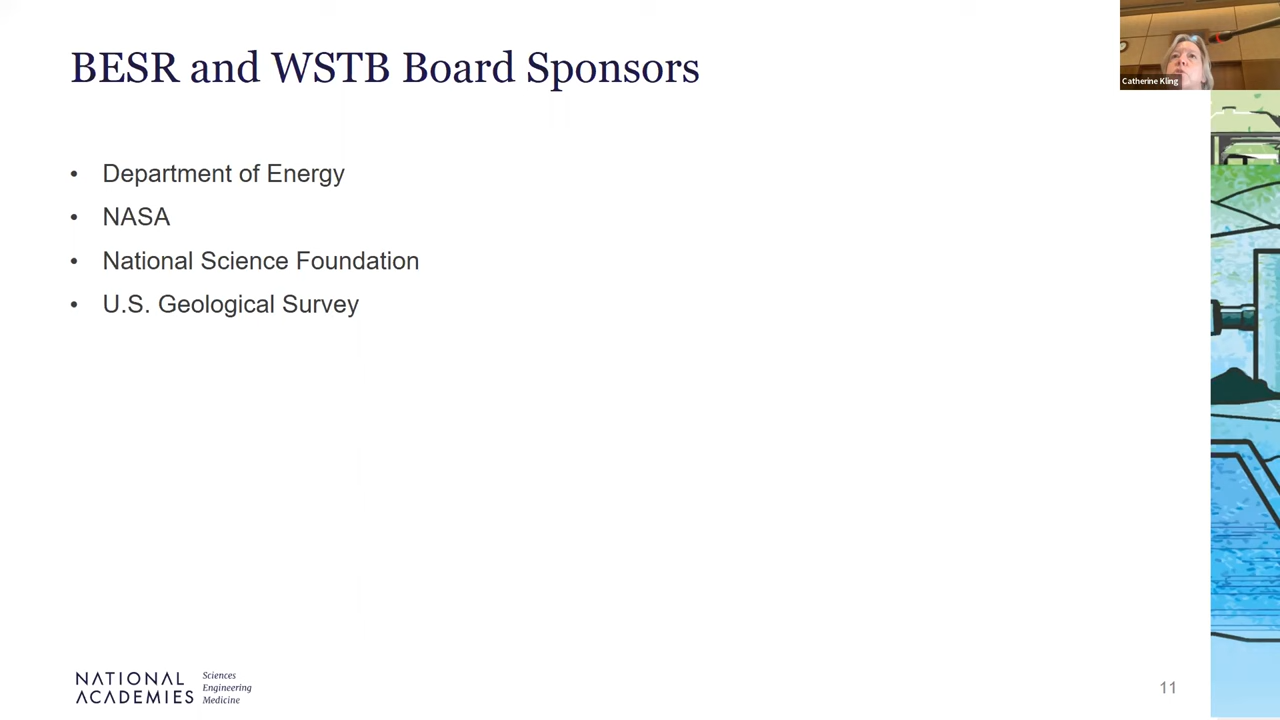 BESR and WSTB Board Sponsors
Catherine Kling
• Department of Energy
• NASA
• National Science Foundation
• U.S. Geological Survey
NATIONAL
ACADEMIES
Sciences
Engineering
Medicine
11